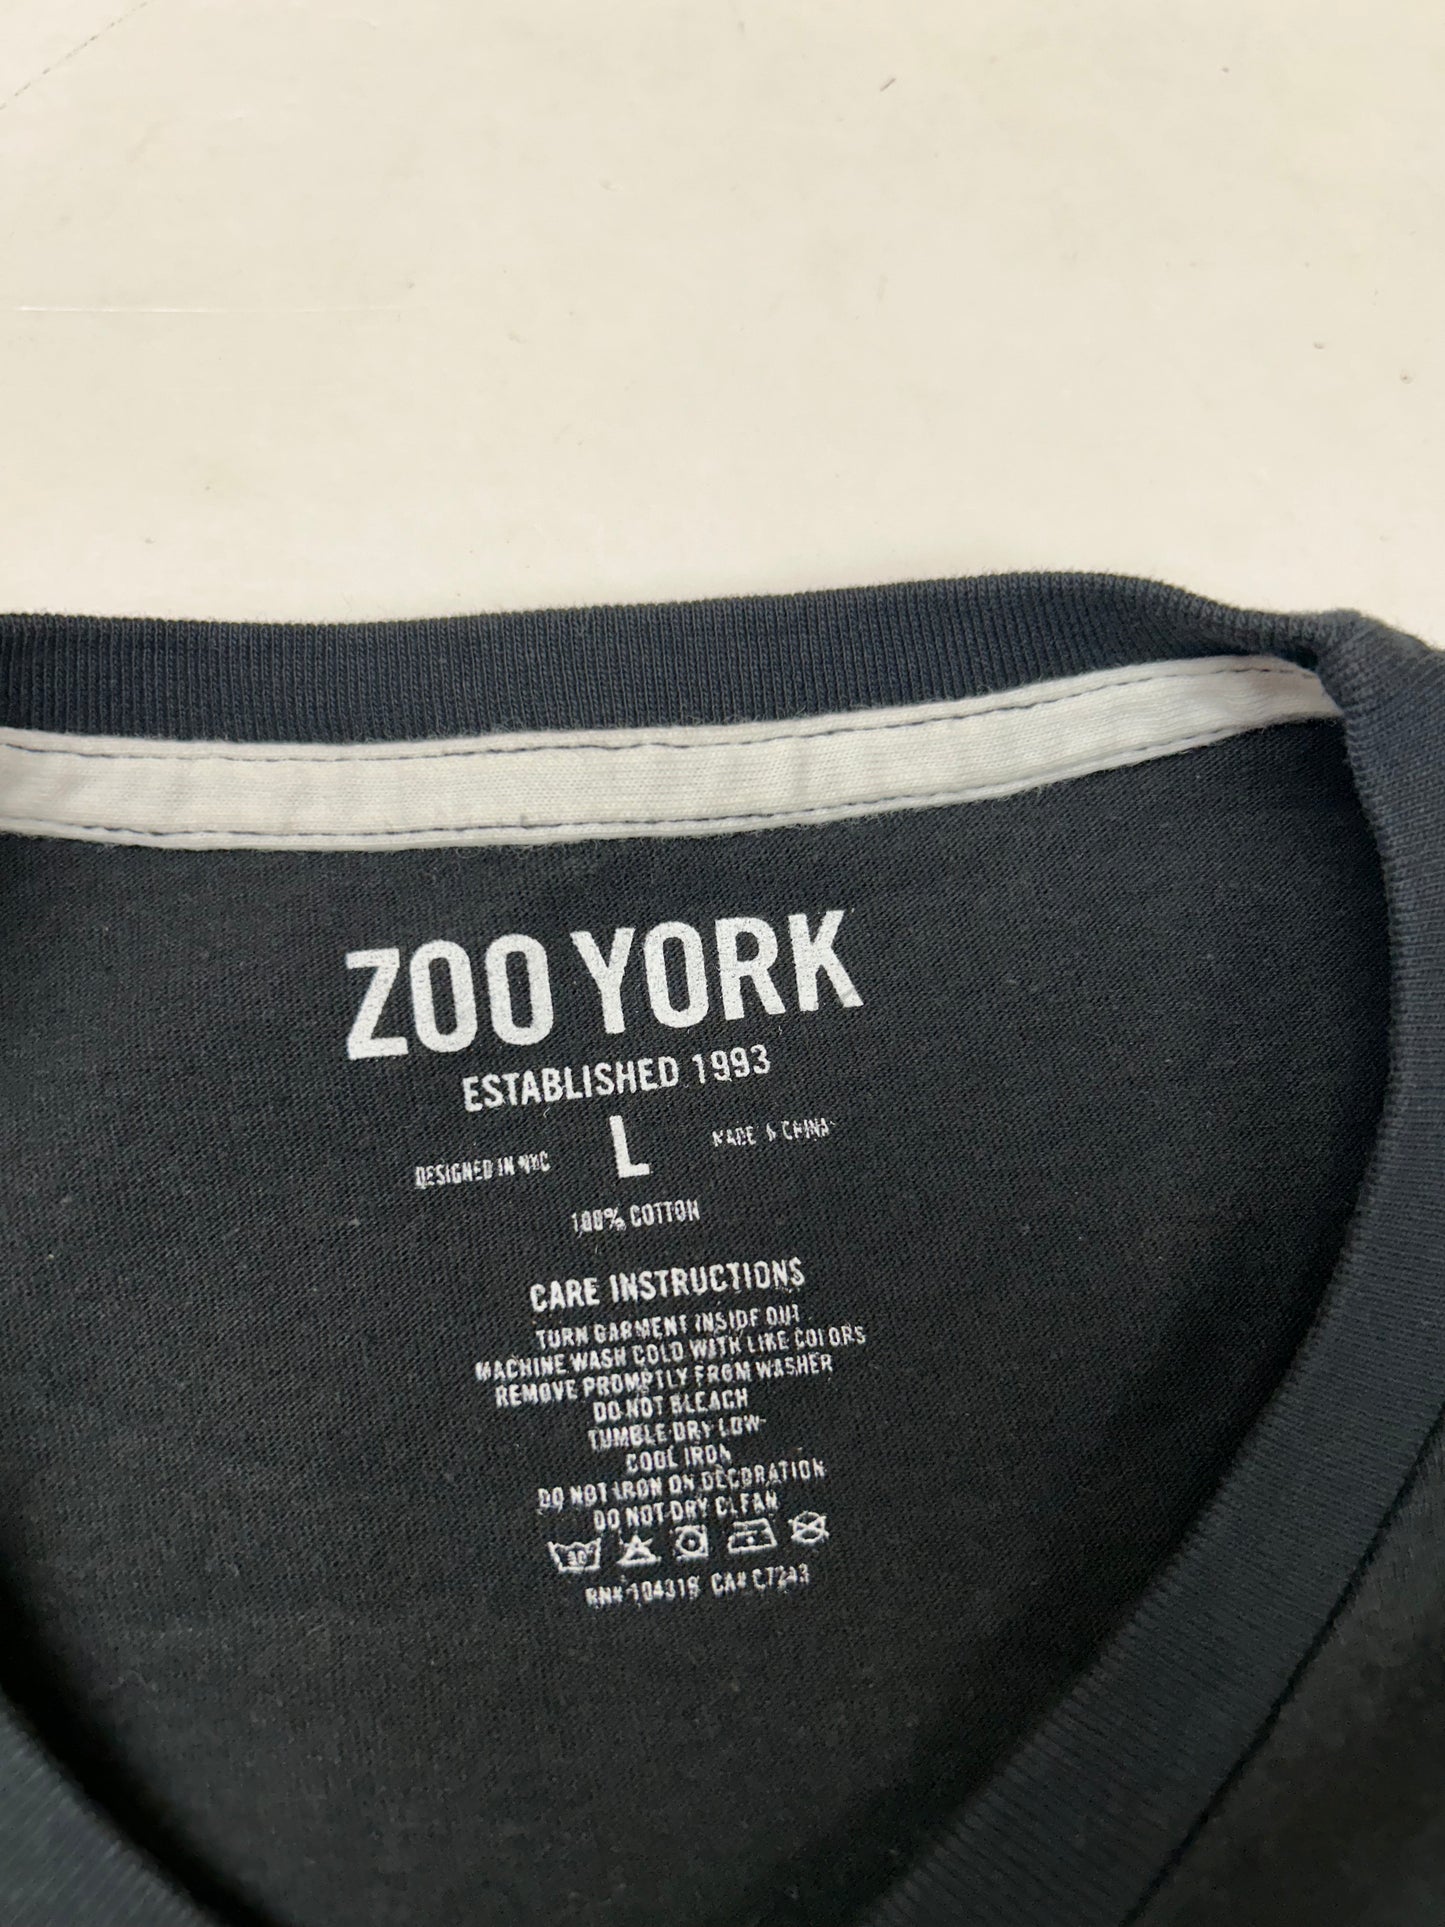 ZOO YORK
ESTABLISHED 1993
DESIGNED IN NYC L MADE IN CHINA
100% COTTON
CARE INSTRUCTIONS
TURN GARMENT INSIDE OUT
MACHINE WASH COLD WITH LIKE COLORS
REMOVE PROMPTLY FROM WASHER
DO NOT BLEACH
TUMBLE DRY LOW
COOL IRON
DO NOT IRON ON DECORATION
DO NOT DRY CLEAN
30
RN# 104319 CA#